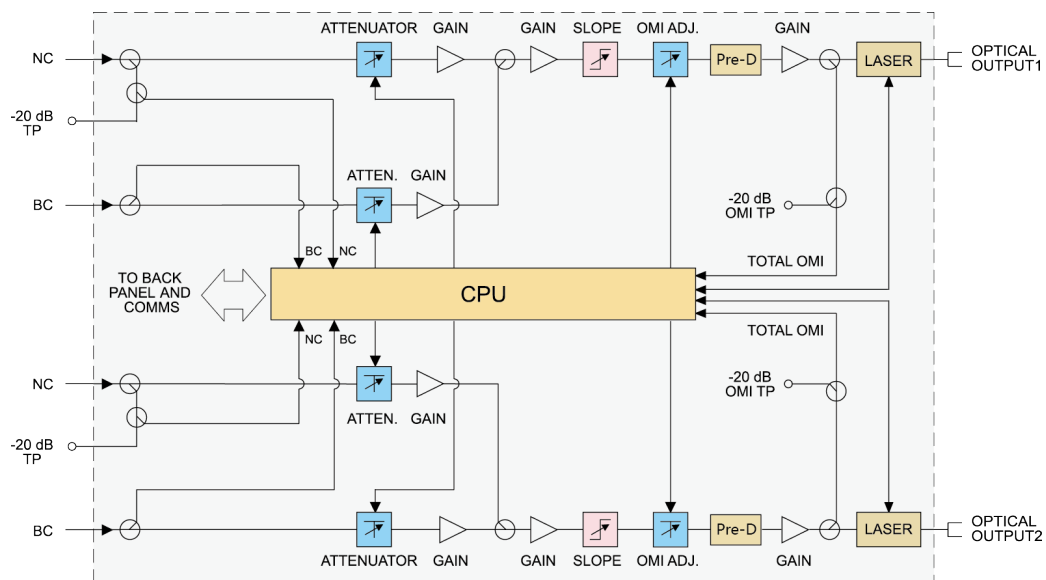 ATTENUATOR GAIN GAIN SLOPE OMI ADJ. GAIN
NC
Pre-D
LASER
OPTICAL
OUTPUT1
-20 dB
TP
ATTEN. GAIN
BC
-20 dB
OMI TP
BC NC
TOTAL OMI
TO BACK
PANEL AND
COMMS
CPU
NC BC
TOTAL OMI
NC
-20 dB
OMI TP
ATTEN. GAIN
-20 dB
TP
BC
Pre-D
LASER
OPTICAL
OUTPUT2
ATTENUATOR GAIN GAIN SLOPE OMI ADJ. GAIN